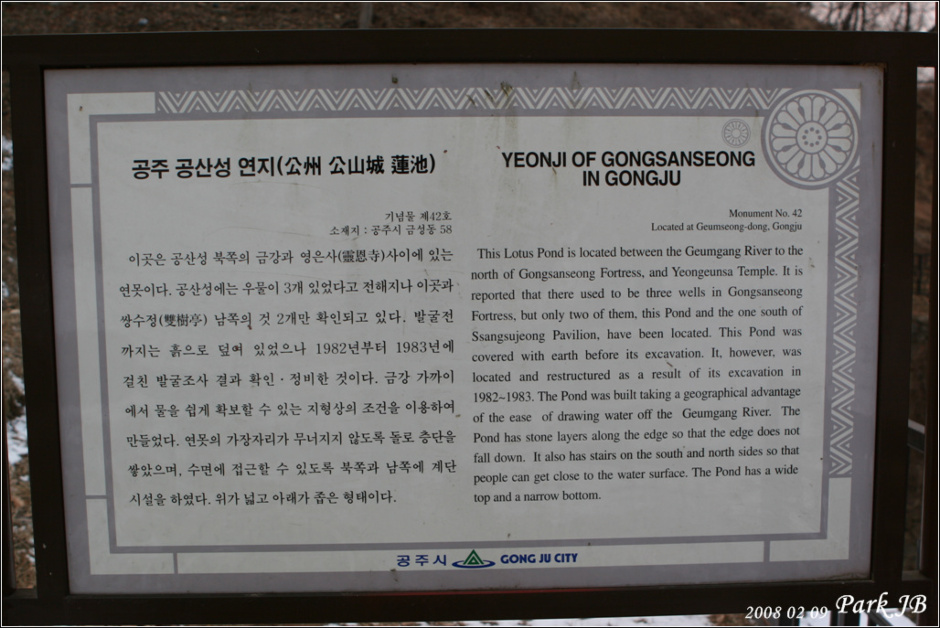 공주 공산성 연지(公州 公山城 蓮池)
기념물 제42호
소재지 : 공주시 금성동 58
이곳은 공산성 북쪽의 금강과 영은사(靈恩寺)사이에 있는
연못이다. 공산성에는 우물이 3개 있었다고 전해지나 이곳과
쌍수정(雙樹亭) 남쪽의 것 2개만 확인되고 있다. 발굴전
까지는 흙으로 덮여 있었으나 1982년부터 1983년에
걸친 발굴조사 결과 확인·정비한 것이다. 금강 가까이
에서 물을 쉽게 확보할 수 있는 지형상의 조건을 이용하여
만들었다. 연못의 가장자리가 무너지지 않도록 돌로 층단을
쌓았으며, 수면에 접근할 수 있도록 북쪽과 남쪽에 계단
시설을 하였다. 위가 넓고 아래가 좁은 형태이다.
YEONJI OF GONGSANSEONG
IN GONGJU
Monument No. 42
Located at Geumseong-dong, Gongju
This Lotus Pond is located between the Geumgang River to the
north of Gongsanseong Fortress, and Yeongeunsa Temple. It is
reported that there used to be three wells in Gongsanseong
Fortress, but only two of them, this Pond and the one south of
Ssangsujeong Pavilion, have been located. This Pond was
covered with earth before its excavation. It, however, was
located and restructured as a result of its excavation in
1982~1983. The Pond was built taking a geographical advantage
of the ease of drawing water off the Geumgang River. The
Pond has stone layers along the edge so that the edge does not
fall down. It also has stairs on the south and north sides so that
people can get close to the water surface. The Pond has a wide
top and a narrow bottom.
공주시 GONG JU CITY
2008 02 09 Park JB